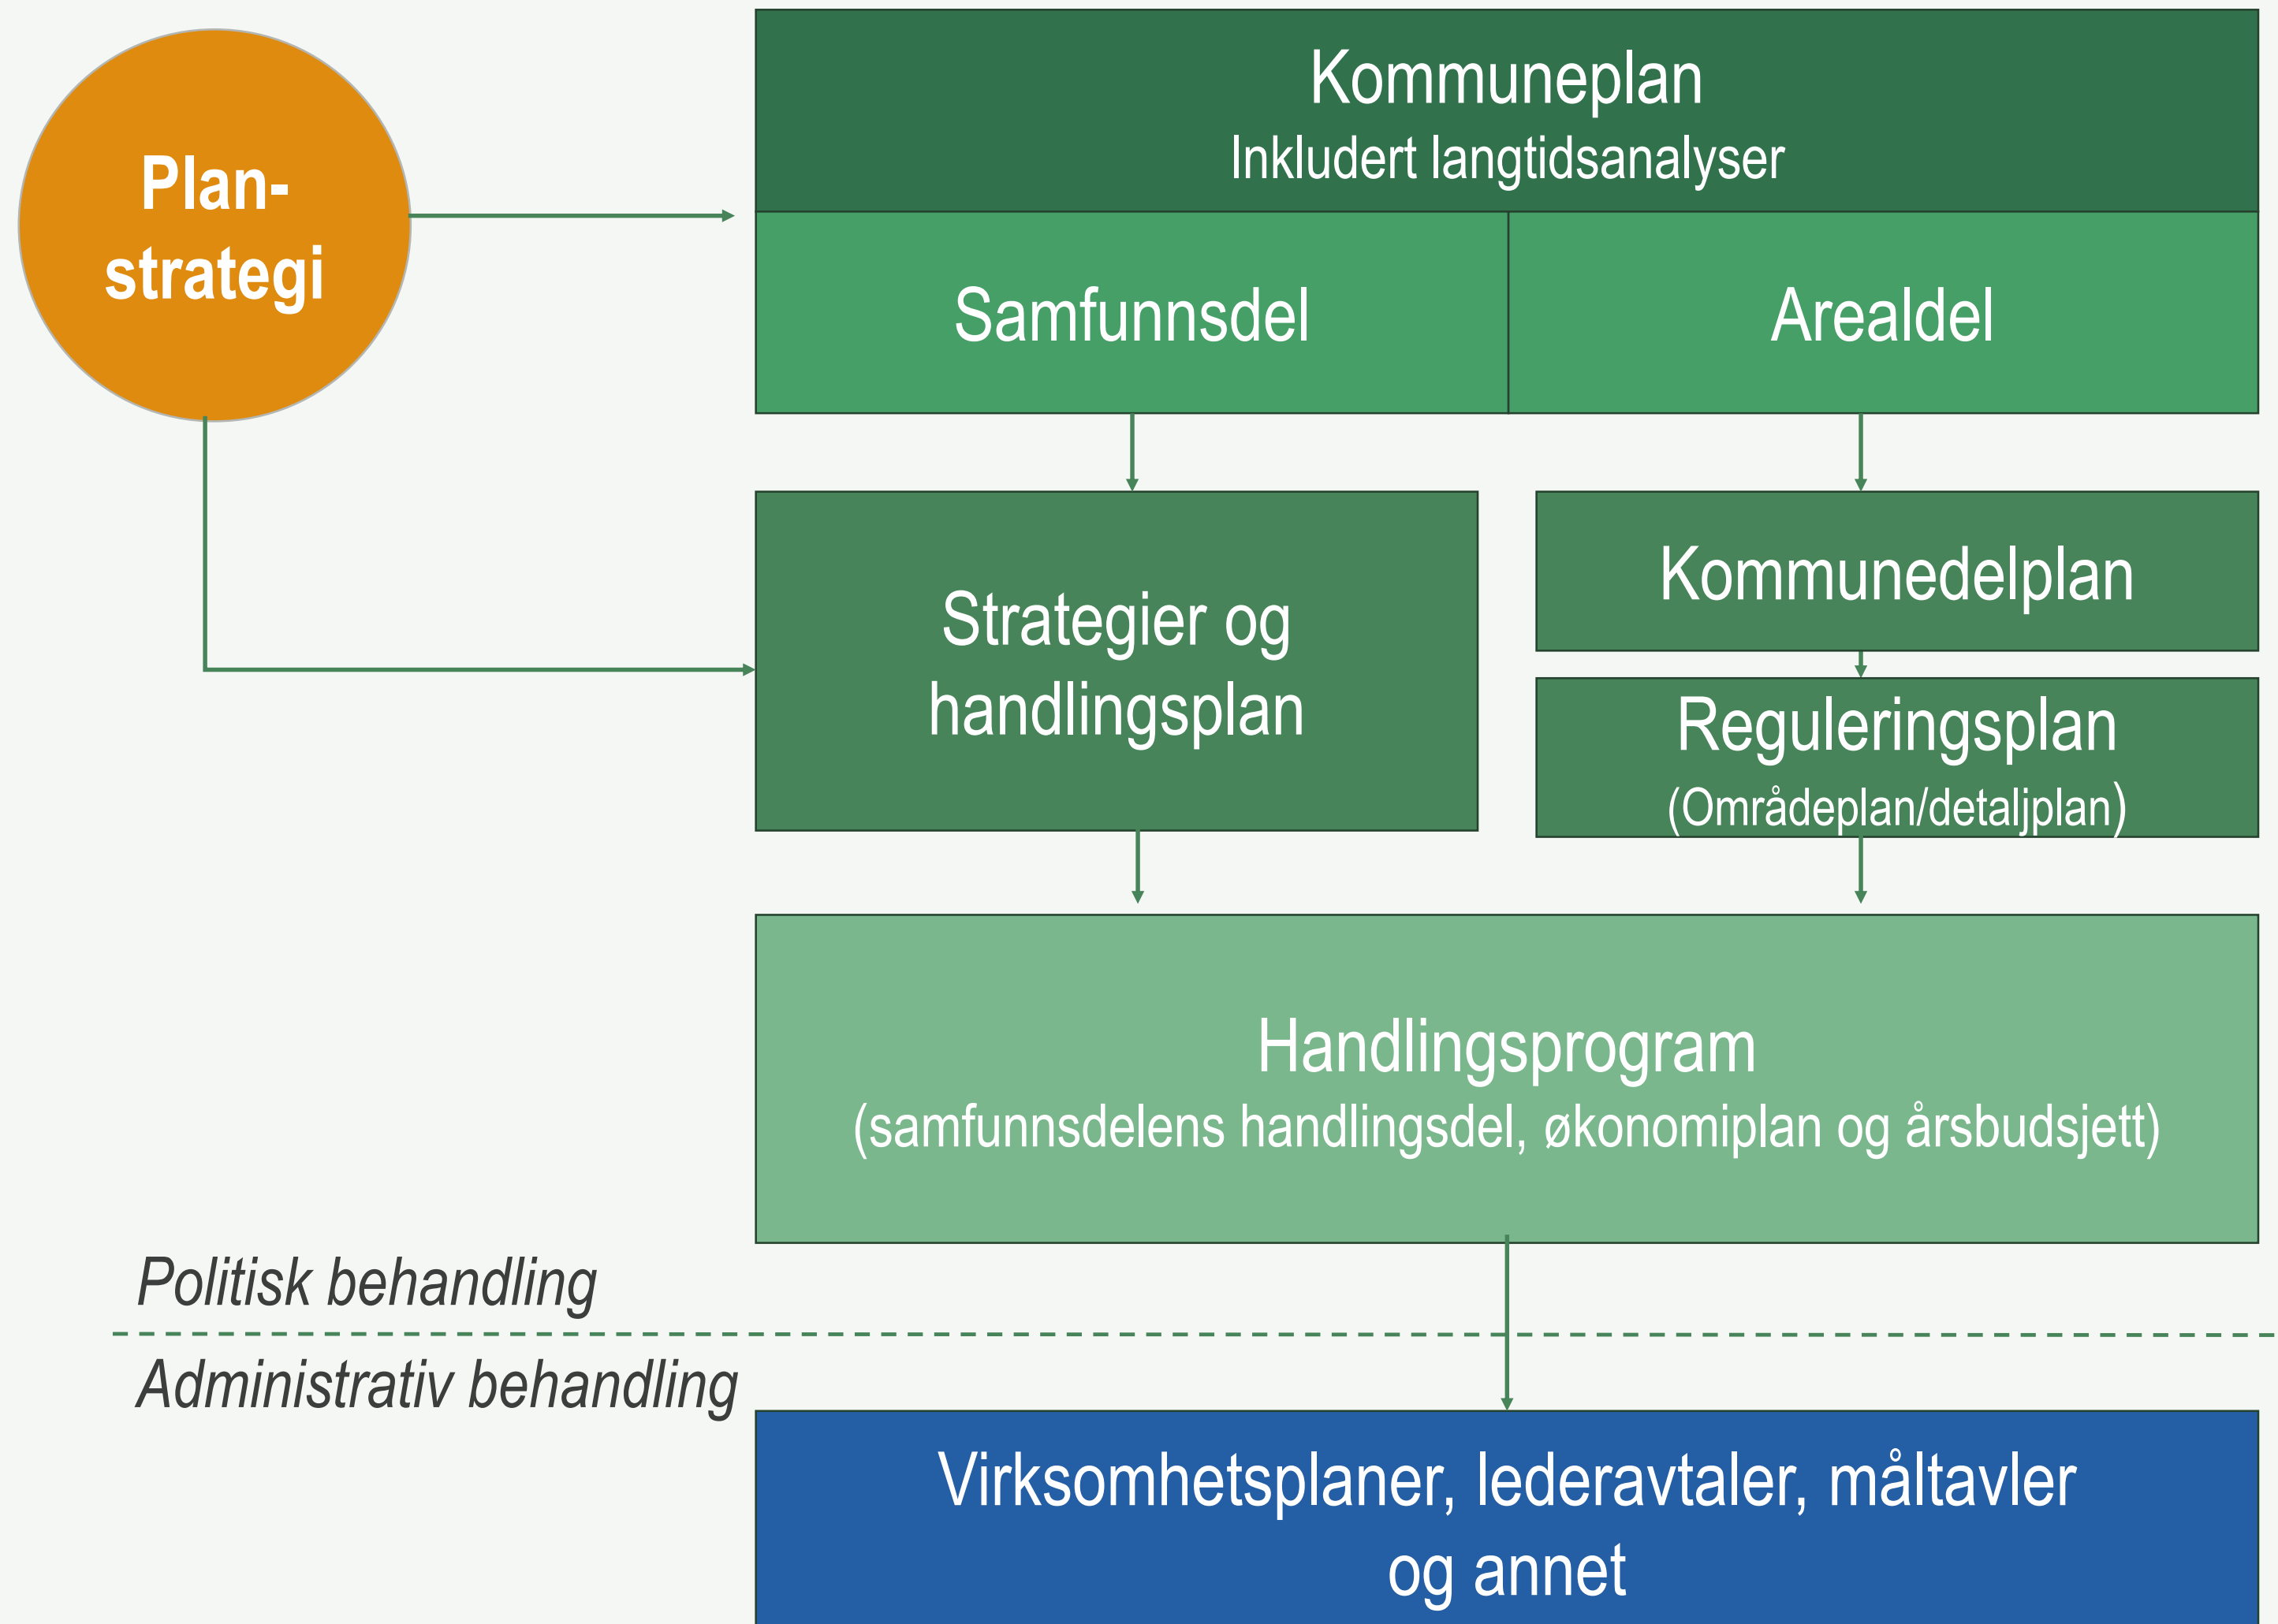 Plan-
strategi
Kommuneplan
Inkludert langtidsanalyser
Samfunnsdel
Arealdel
Strategier og
handlingsplan
Kommunedelplan
Reguleringsplan
(Områdeplan/detaljplan)
Handlingsprogram
(samfunnsdelens handlingsdel, økonomiplan og årsbudsjett)
Politisk behandling
Administrativ behandling
Virksomhetsplaner, lederavtaler, måltavler
og annet